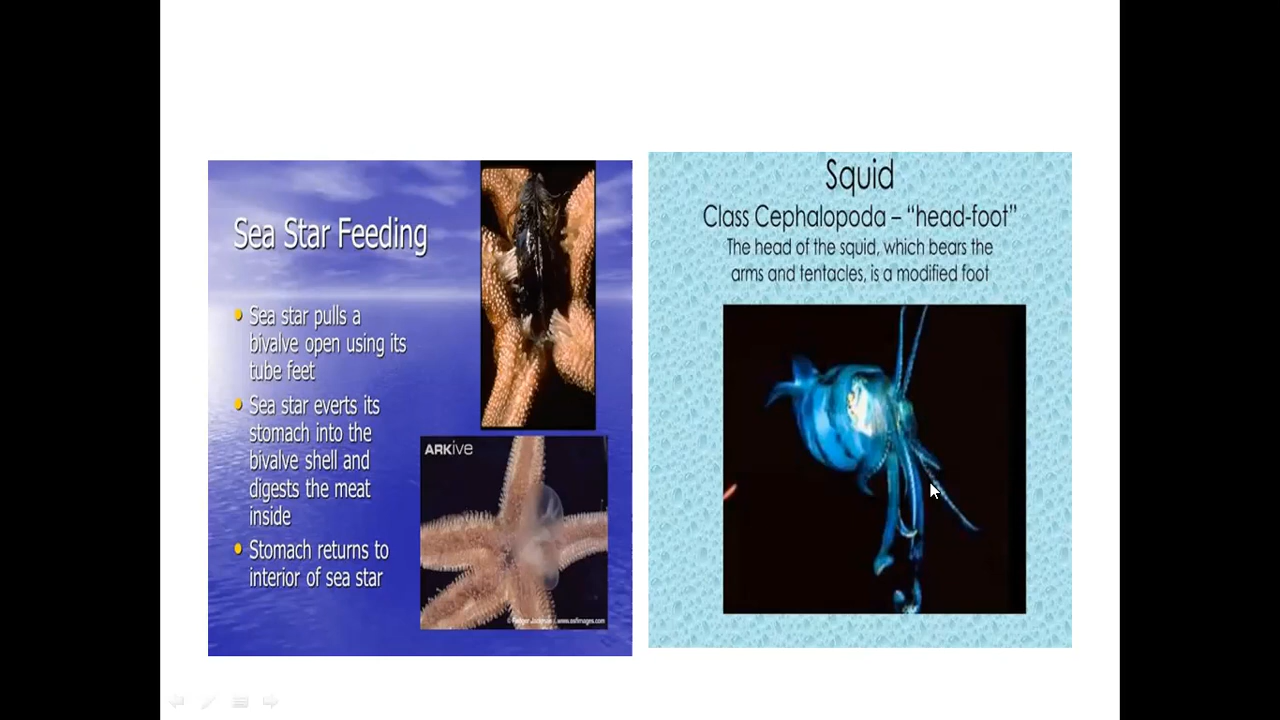 Sea Star Feeding
• Sea star pulls a
bivalve open using its
tube feet
• Sea star everts its
stomach into the
bivalve shell and
digests the meat
inside
• Stomach returns to
interior of sea star
ARKive
Squid
Class Cephalopoda – “head-foot”
The head of the squid, which bears the
arms and tentacles, is a modified foot